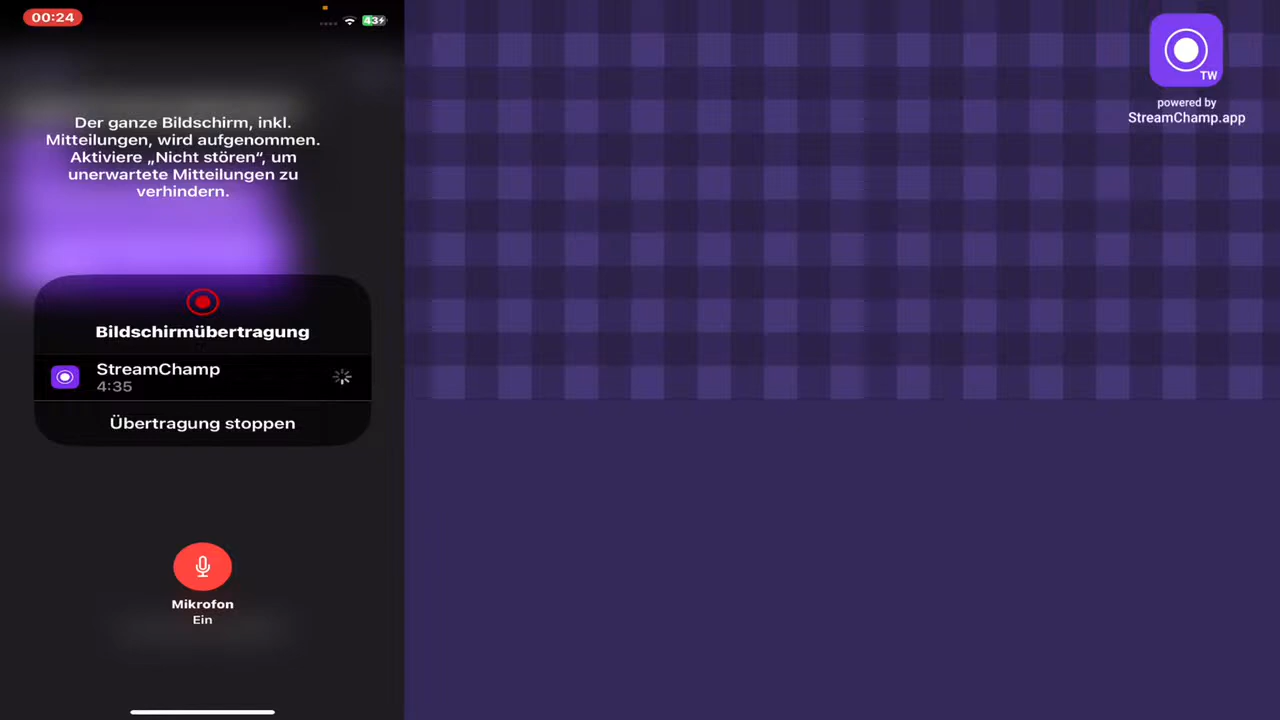 00:24
43
Der ganze Bildschirm, inkl.
Mitteilungen, wird aufgenommen.
Aktiviere „Nicht stören“, um
unerwartete Mitteilungen zu
verhindern.
Bildschirmübertragung
StreamChamp
4:35
Übertragung stoppen
Mikrofon
Ein
TW
powered by
StreamChamp.app